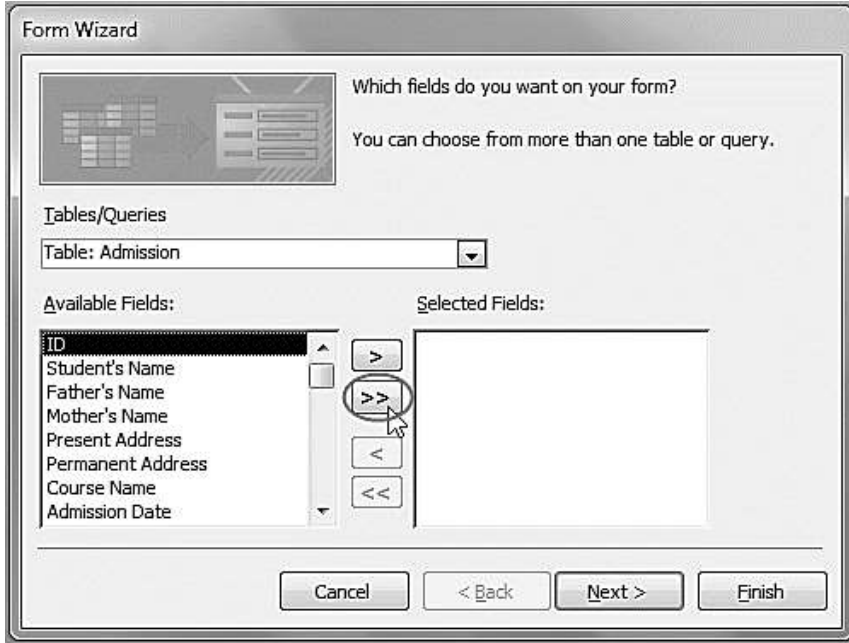 Form Wizard
Which fields do you want on your form?
You can choose from more than one table or query.
Tables/Queries
Table: Admission
Available Fields:
Selected Fields:
ID
Student's Name
Father's Name
Mother's Name
Present Address
Permanent Address
Course Name
Admission Date
>
>>
<
<<
Cancel
< Back
Next >
Finish